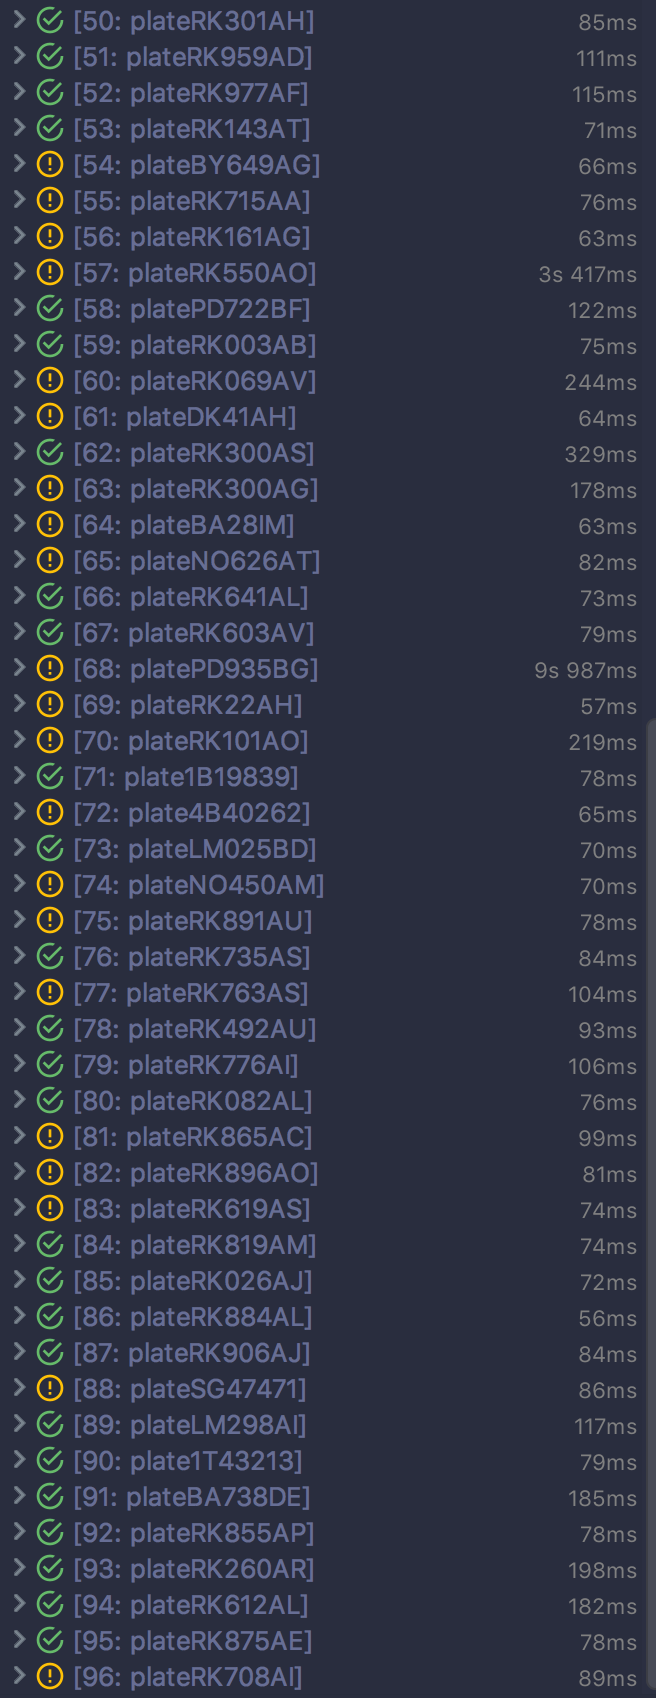 [50: plateRK301AH] 85ms
[51: plateRK959AD] 111ms
[52: plateRK977AF] 115ms
[53: plateRK143AT] 71ms
[54: plateBY649AG] 66ms
[55: plateRK715AA] 76ms
[56: plateRK161AG] 63ms
[57: plateRK550AO] 3s 417ms
[58: platePD722BF] 122ms
[59: plateRK003AB] 75ms
[60: plateRK069AV] 244ms
[61: plateDK41AH] 64ms
[62: plateRK300AS] 329ms
[63: plateRK300AG] 178ms
[64: plateBA28IM] 63ms
[65: plateNO626AT] 82ms
[66: plateRK641AL] 73ms
[67: plateRK603AV] 79ms
[68: platePD935BG] 9s 987ms
[69: plateRK22AH] 57ms
[70: plateRK101AO] 219ms
[71: plate1B19839] 78ms
[72: plate4B40262] 65ms
[73: plateLM025BD] 70ms
[74: plateNO450AM] 70ms
[75: plateRK891AU] 78ms
[76: plateRK735AS] 84ms
[77: plateRK763AS] 104ms
[78: plateRK492AU] 93ms
[79: plateRK776AI] 106ms
[80: plateRK082AL] 76ms
[81: plateRK865AC] 99ms
[82: plateRK896AO] 81ms
[83: plateRK619AS] 74ms
[84: plateRK819AM] 74ms
[85: plateRK026AJ] 72ms
[86: plateRK884AL] 56ms
[87: plateRK906AJ] 84ms
[88: plateSG47471] 86ms
[89: plateLM298AI] 117ms
[90: plate1T43213] 79ms
[91: plateBA738DE] 185ms
[92: plateRK855AP] 78ms
[93: plateRK260AR] 198ms
[94: plateRK612AL] 182ms
[95: plateRK875AE] 78ms
[96: plateRK708AI] 89ms